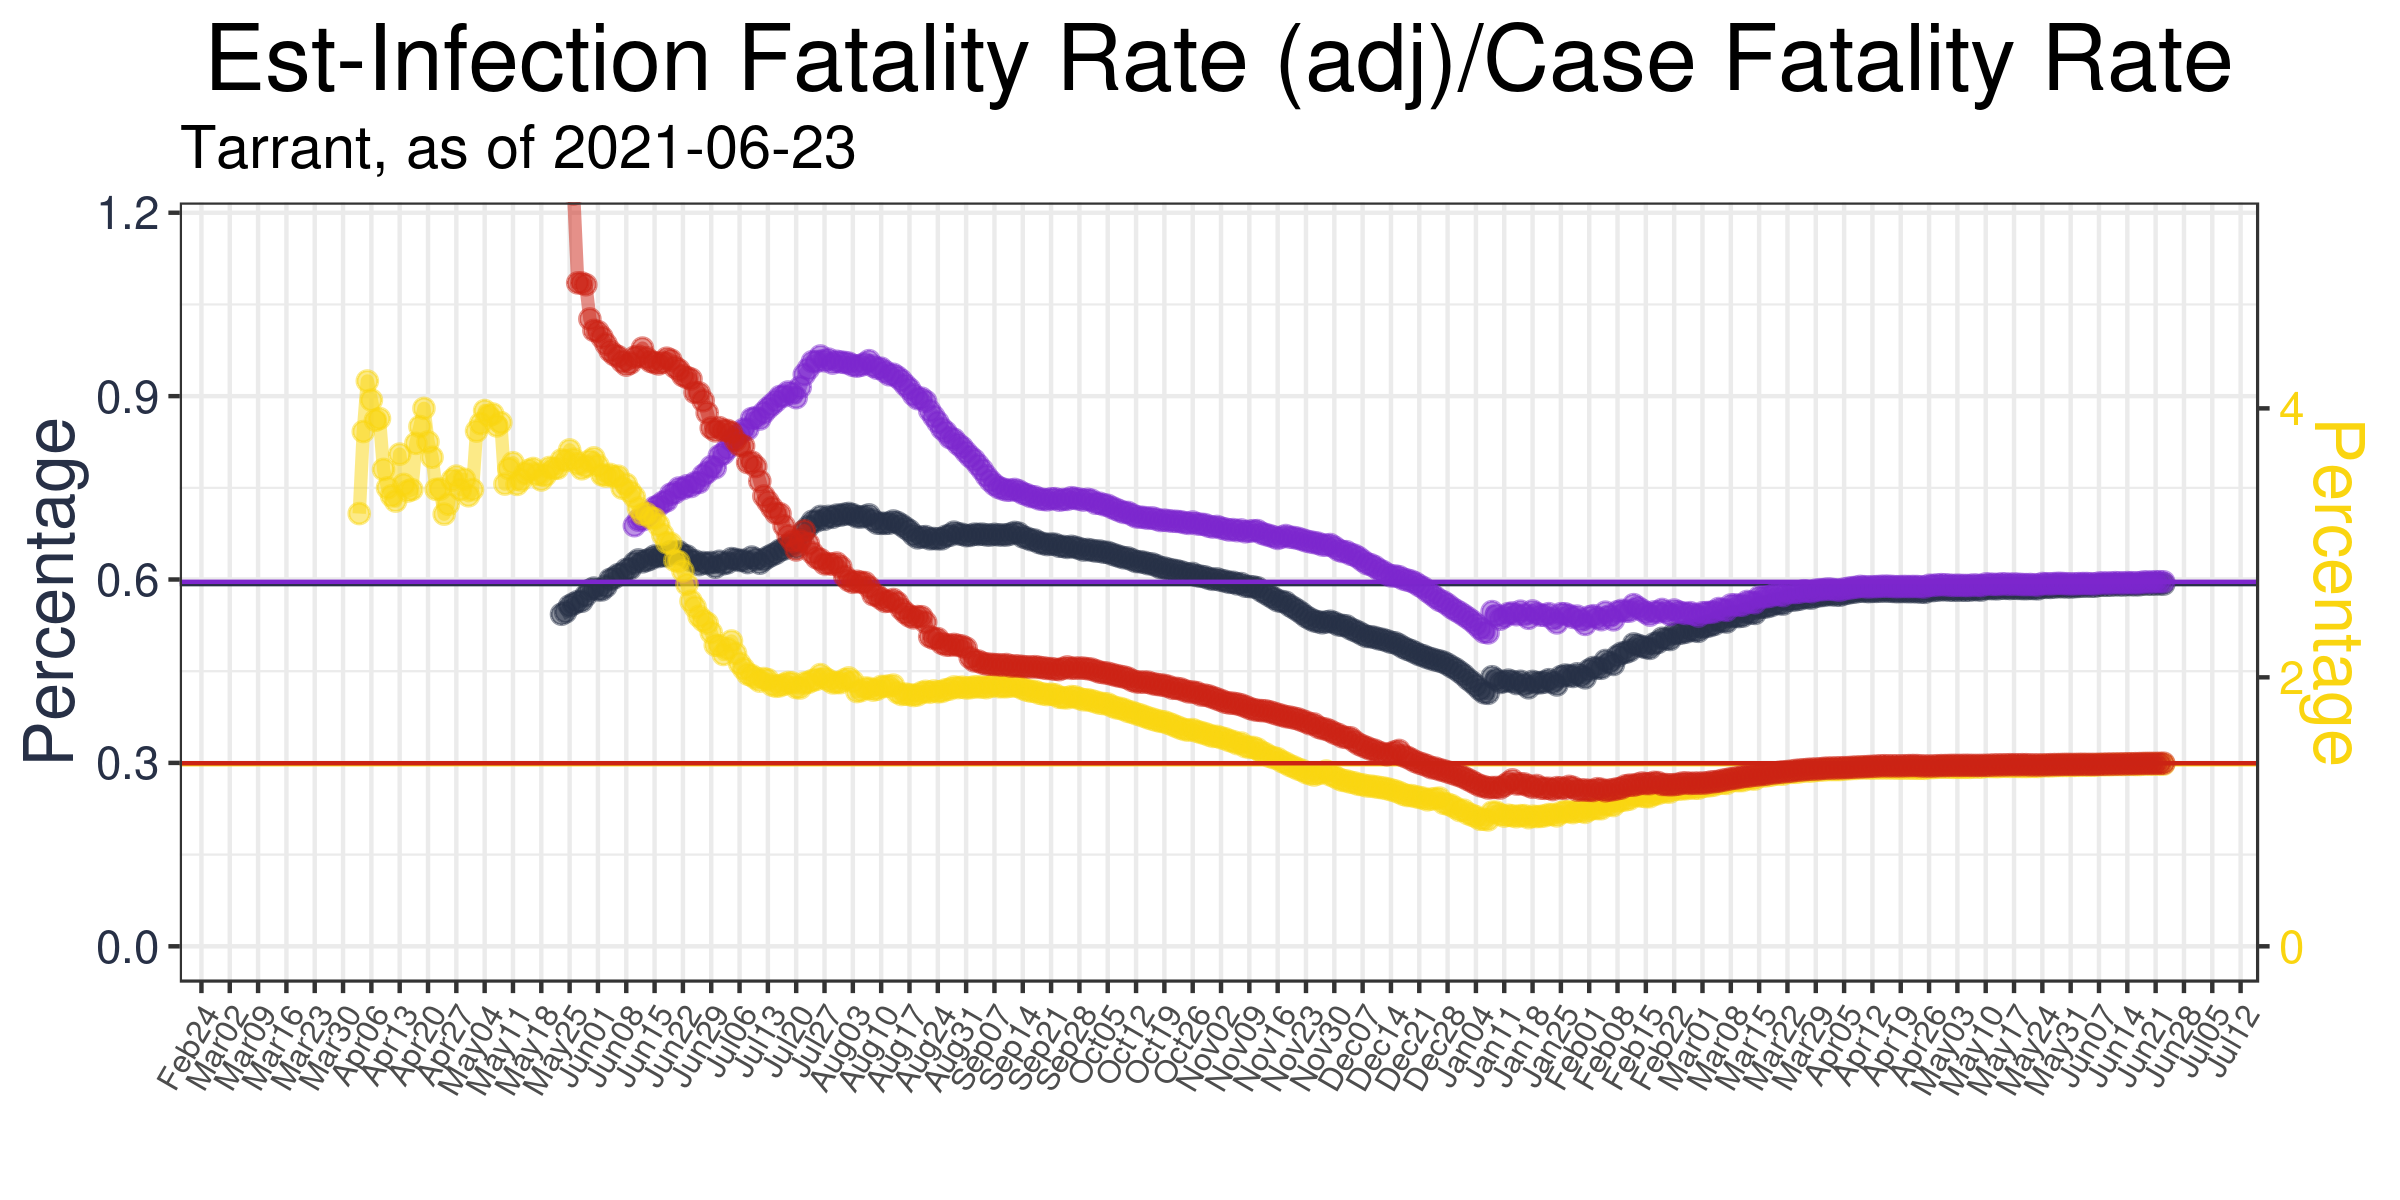 Est-Infection Fatality Rate (adj)/Case Fatality Rate
Tarrant, as of 2021-06-23
Percentage
1.2
0.9
0.6
0.3
0.0
4
2
0
Percentage
Feb24
Mar02
Mar09
Mar16
Mar23
Mar30
Apr06
Apr13
Apr20
Apr27
May04
May11
May18
May25
Jun01
Jun08
Jun15
Jun22
Jun29
Jul06
Jul13
Jul20
Jul27
Aug03
Aug10
Aug17
Aug24
Aug31
Sep07
Sep14
Sep21
Sep28
Oct05
Oct12
Oct19
Oct26
Nov02
Nov09
Nov16
Nov23
Nov30
Dec07
Dec14
Dec21
Dec28
Dec04
Jan11
Jan18
Jan25
Feb01
Feb08
Feb15
Feb22
Mar01
Mar08
Mar15
Mar22
Mar29
Apr05
Apr12
Apr19
Apr26
May03
May10
May17
May24
May31
May07
Jun14
Jun21
Jun28
Jul05
Jul12